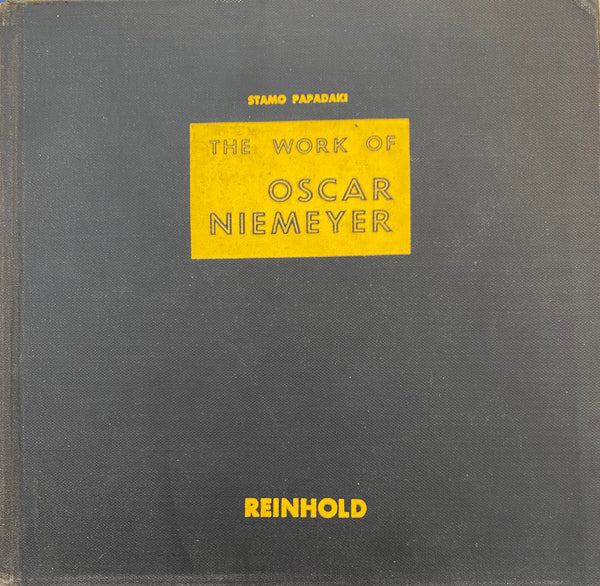 STAMO PAPADAKI
THE WORK OF
OSCAR
NIEMEYER
REINHOLD